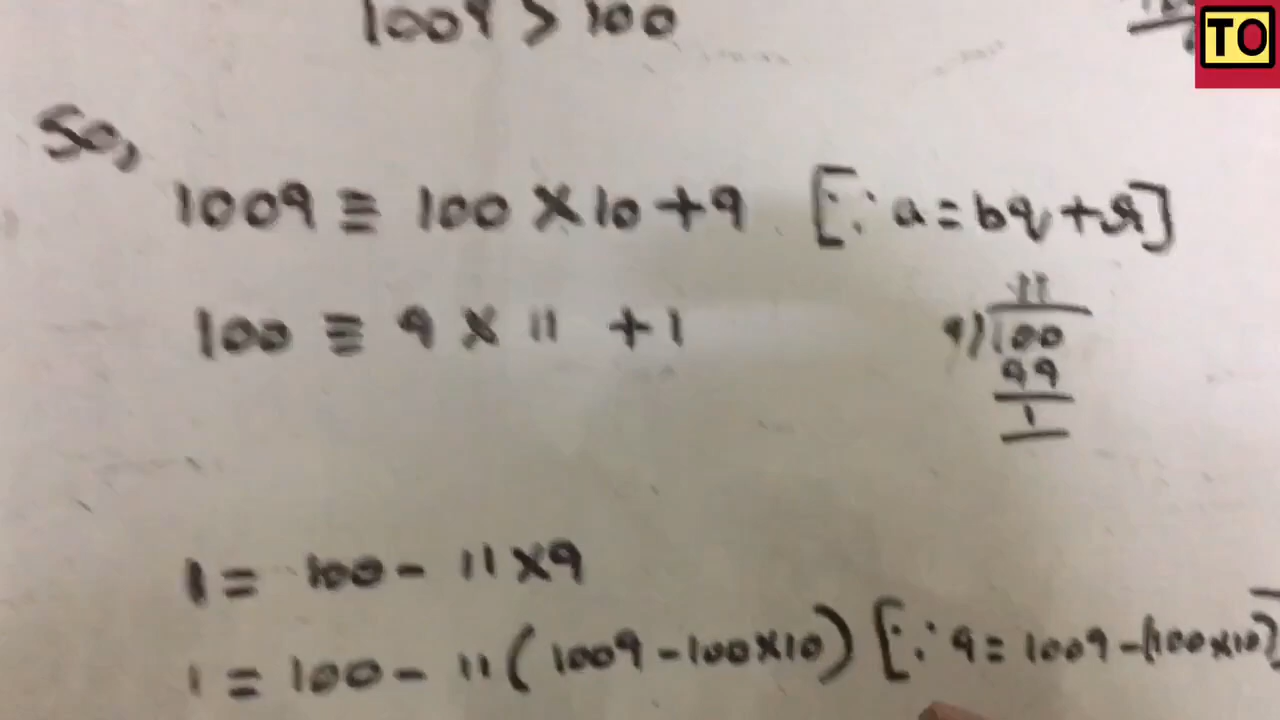 1009 > 100
TO
So,
1009 ≡ 100 × 10 + 9 [∵ a = bq + r]
100 ≡ 9 × 11 + 1
11
9)100
99
1
1 = 100 - 11 × 9
1 = 100 - 11 (1009 - 100×10) [∵ 9 = 1009 - (100×10)]